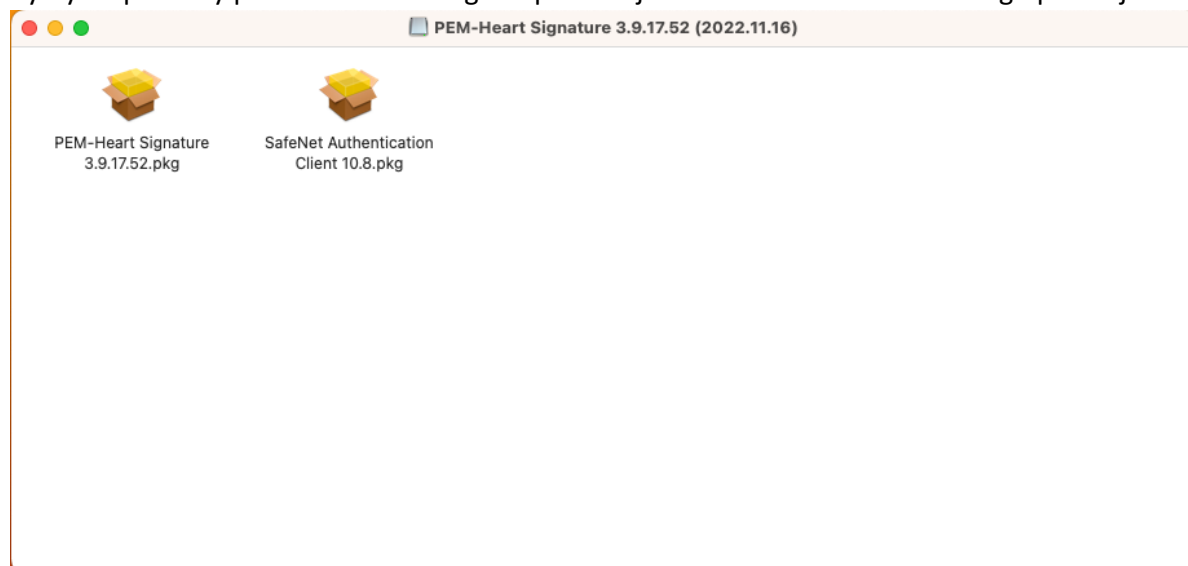 PEM-Heart Signature 3.9.17.52 (2022.11.16)
PEM-Heart Signature
3.9.17.52.pkg
SafeNet Authentication
Client 10.8.pkg